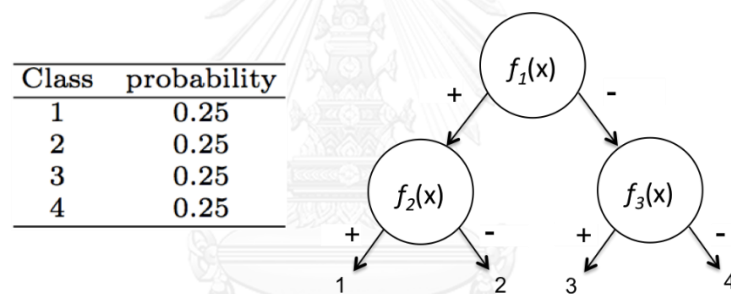 Class probability
1 0.25
2 0.25
3 0.25
4 0.25
f1(x)
+ -
f2(x) f3(x)
+ - + -
1 2 3 4